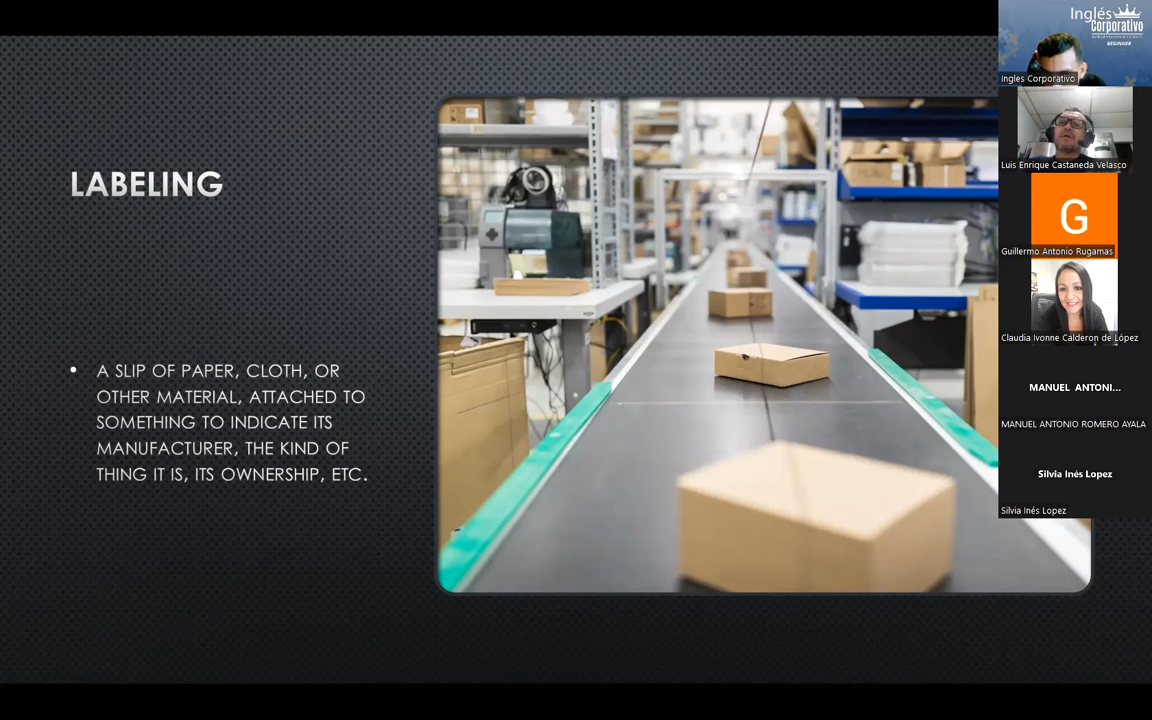 LABELING
• A SLIP OF PAPER, CLOTH, OR
OTHER MATERIAL, ATTACHED TO
SOMETHING TO INDICATE ITS
MANUFACTURER, THE KIND OF
THING IT IS, ITS OWNERSHIP, ETC.
Inglés
Corporativo
BEGINNER
Ingles Corporativo
Luis Enrique Castaneda Velasco
G
Guillermo Antonio Rugamas
Claudia Ivonne Calderon de López
MANUEL ANTONI...
MANUEL ANTONIO ROMERO AYALA
Silvia Inés Lopez
Silvia Inés Lopez